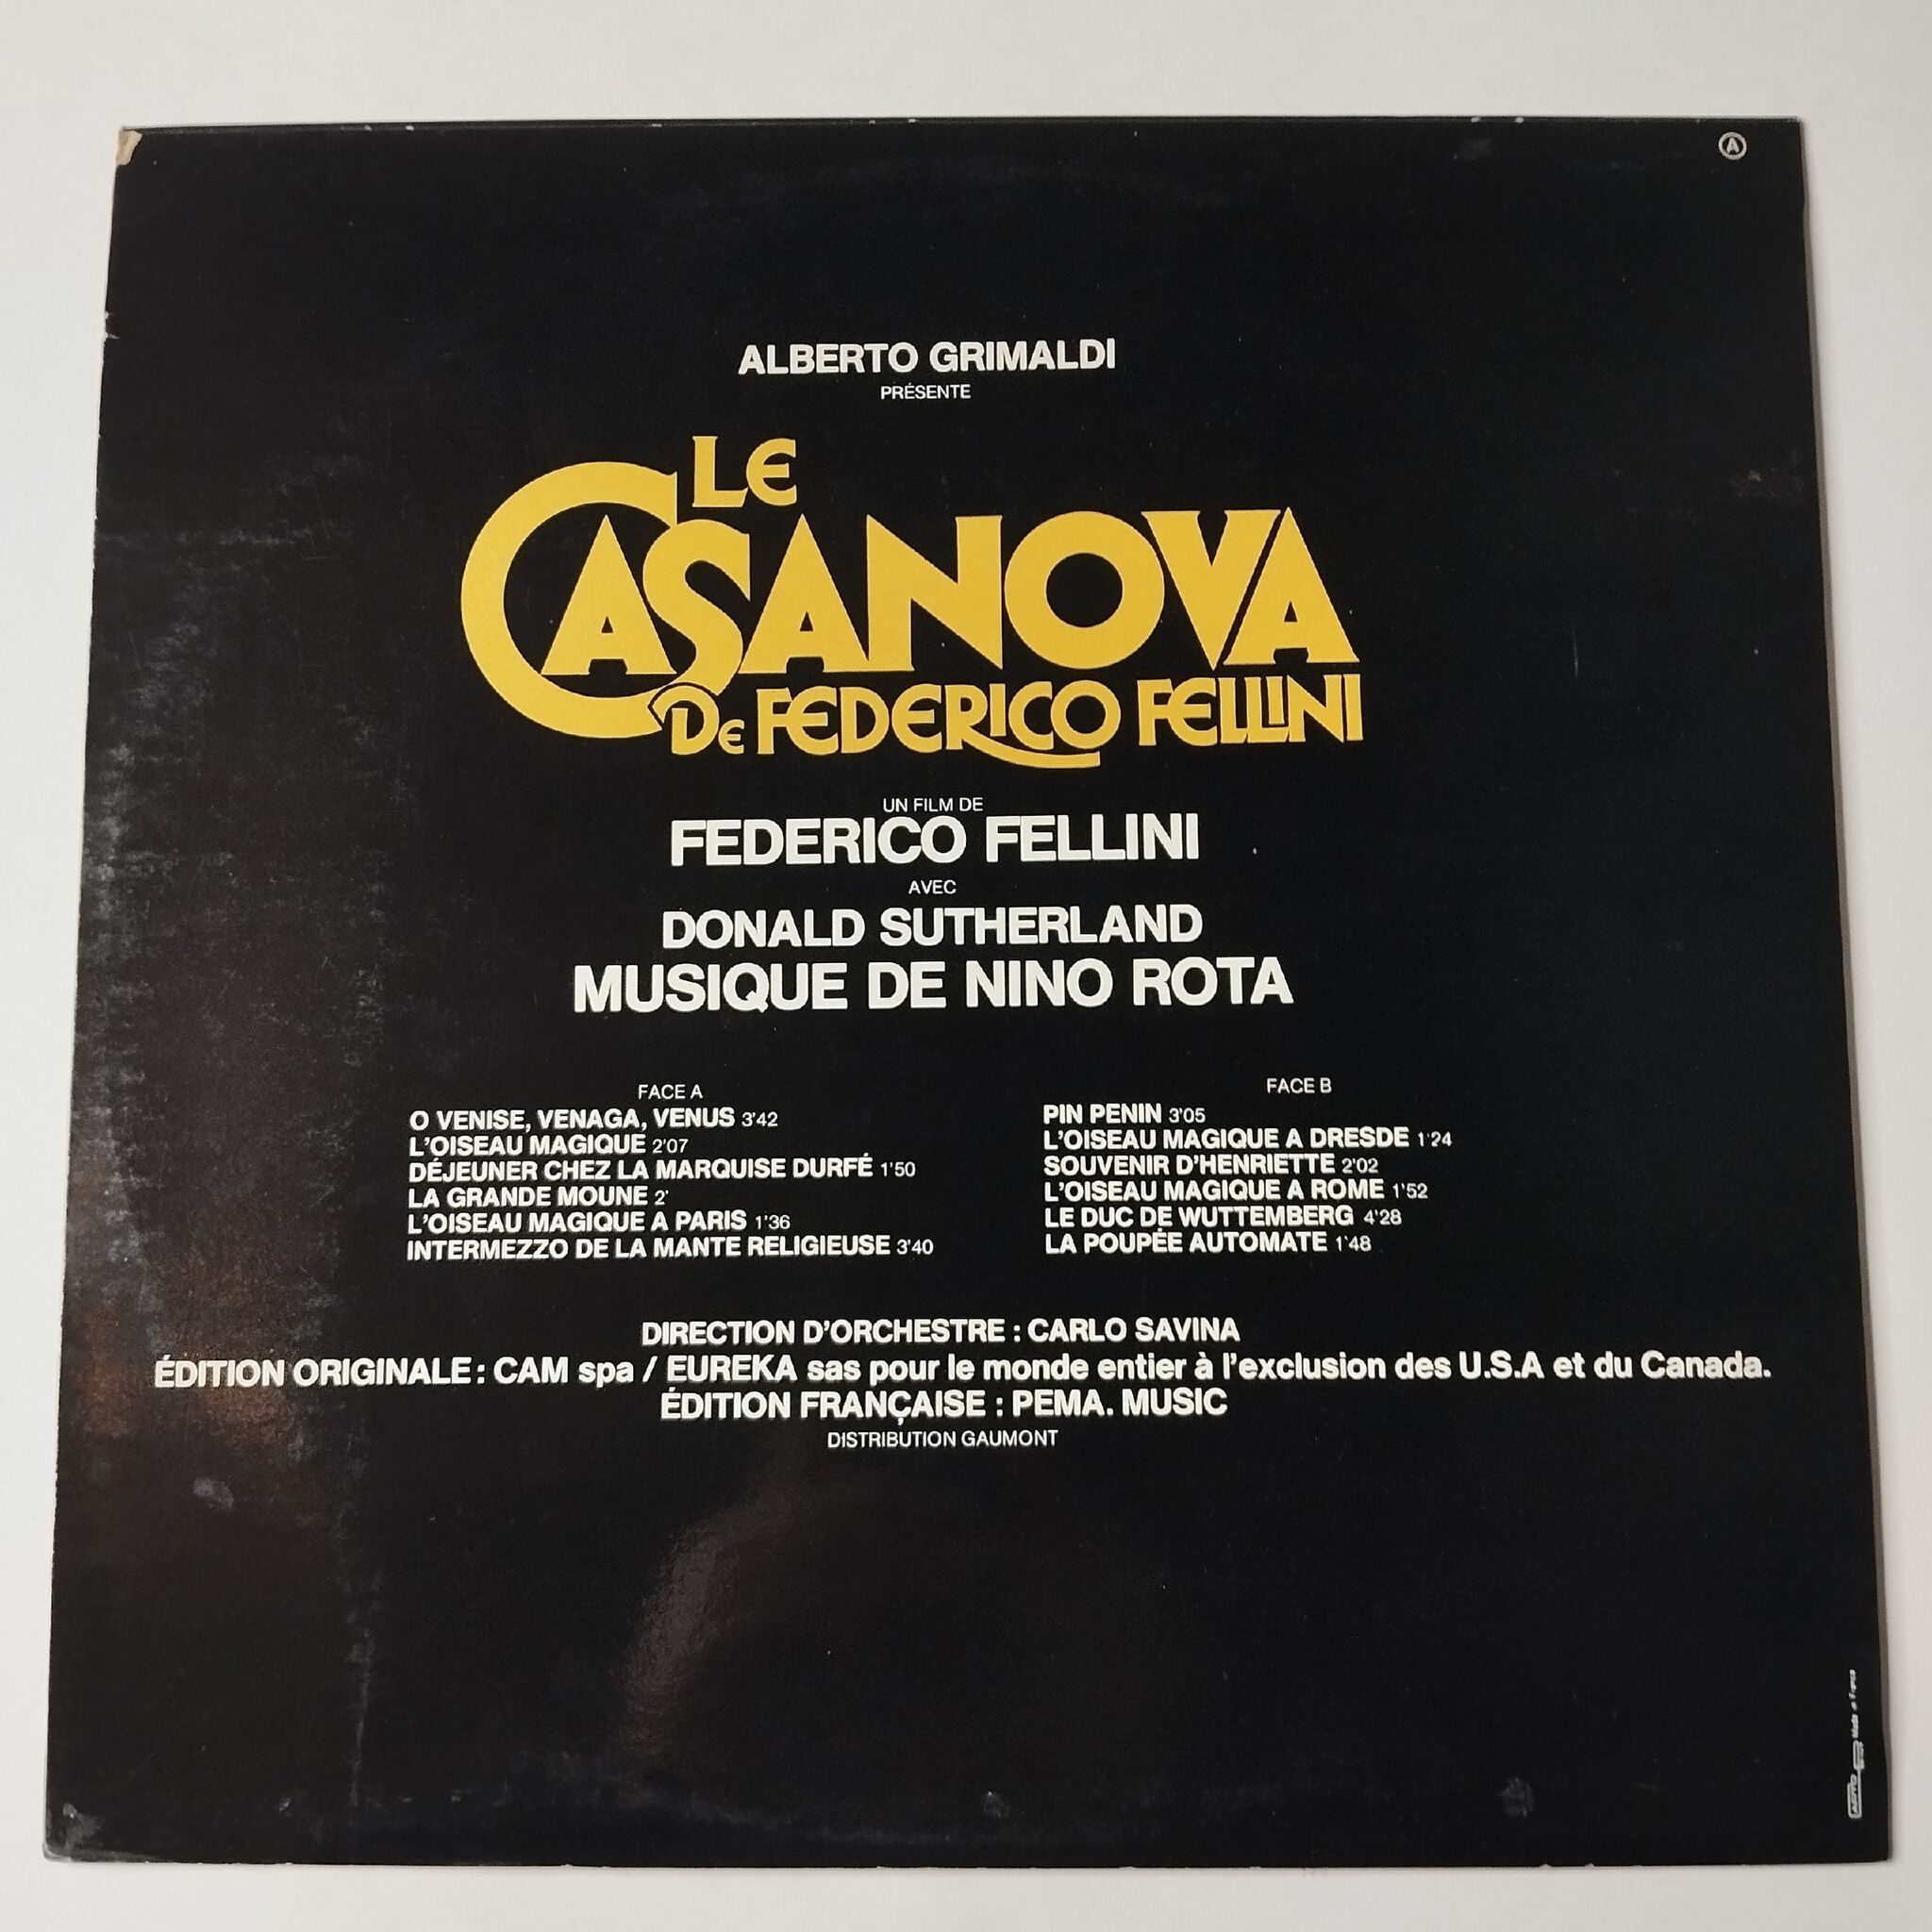 A
ALBERTO GRIMALDI
PRÉSENTE
LE
CASANOVA
DE FEDERICO FELLINI
UN FILM DE
FEDERICO FELLINI
AVEC
DONALD SUTHERLAND
MUSIQUE DE NINO ROTA
FACE A
O VENISE, VENAGA, VENUS 3'42
L'OISEAU MAGIQUE 2'07
DÉJEUNER CHEZ LA MARQUISE DURFÉ 1'50
LA GRANDE MOUNE 2'
L'OISEAU MAGIQUE A PARIS 1'36
INTERMEZZO DE LA MANTE RELIGIEUSE 3'40
FACE B
PIN PENIN 3'05
L'OISEAU MAGIQUE A DRESDE 1'24
SOUVENIR D'HENRIETTE 2'02
L'OISEAU MAGIQUE A ROME 1'52
LE DUC DE WUTTEMBERG 4'28
LA POUPÉE AUTOMATE 1'48
DIRECTION D'ORCHESTRE : CARLO SAVINA
ÉDITION ORIGINALE : CAM spa / EUREKA sas pour le monde entier à l'exclusion des U.S.A et du Canada.
ÉDITION FRANÇAISE : PEMA. MUSIC
DISTRIBUTION GAUMONT
Made in France